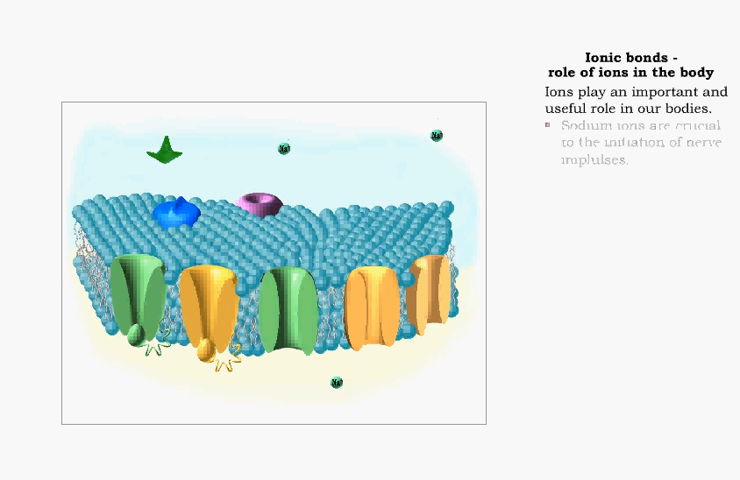 Ionic bonds -
role of ions in the body
Ions play an important and
useful role in our bodies.
Sodium ions are crucial
to the initiation of nerve
implulses.